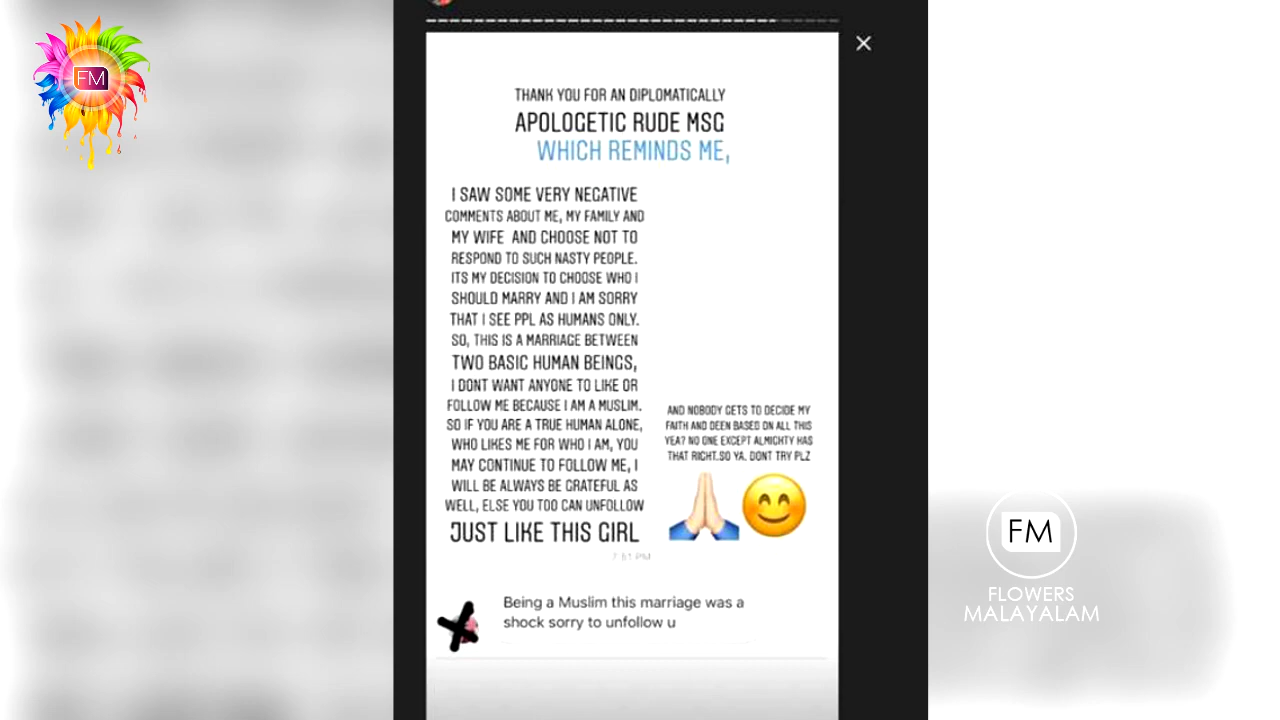 FM
THANK YOU FOR AN DIPLOMATICALLY
APOLOGETIC RUDE MSG
WHICH REMINDS ME,
I SAW SOME VERY NEGATIVE
COMMENTS ABOUT ME, MY FAMILY AND
MY WIFE AND CHOOSE NOT TO
RESPOND TO SUCH NASTY PEOPLE.
ITS MY DECISION TO CHOOSE WHO I
SHOULD MARRY AND I AM SORRY
THAT I SEE PPL AS HUMANS ONLY.
SO, THIS IS A MARRIAGE BETWEEN
TWO BASIC HUMAN BEINGS,
I DONT WANT ANYONE TO LIKE OR
FOLLOW ME BECAUSE I AM A MUSLIM.
SO IF YOU ARE A TRUE HUMAN ALONE,
WHO LIKES ME FOR WHO I AM, YOU
MAY CONTINUE TO FOLLOW ME, I
WILL BE ALWAYS BE GRATEFUL AS
WELL, ELSE YOU TOO CAN UNFOLLOW
JUST LIKE THIS GIRL
AND NOBODY GETS TO DECIDE MY
FAITH AND DEEN BASED ON ALL THIS
YEA? NO ONE EXCEPT ALMIGHTY HAS
THAT RIGHT.SO YA. DONT TRY PLZ
7:51 PM
Being a Muslim this marriage was a
shock sorry to unfollow u
FM
FLOWERS
MALAYALAM